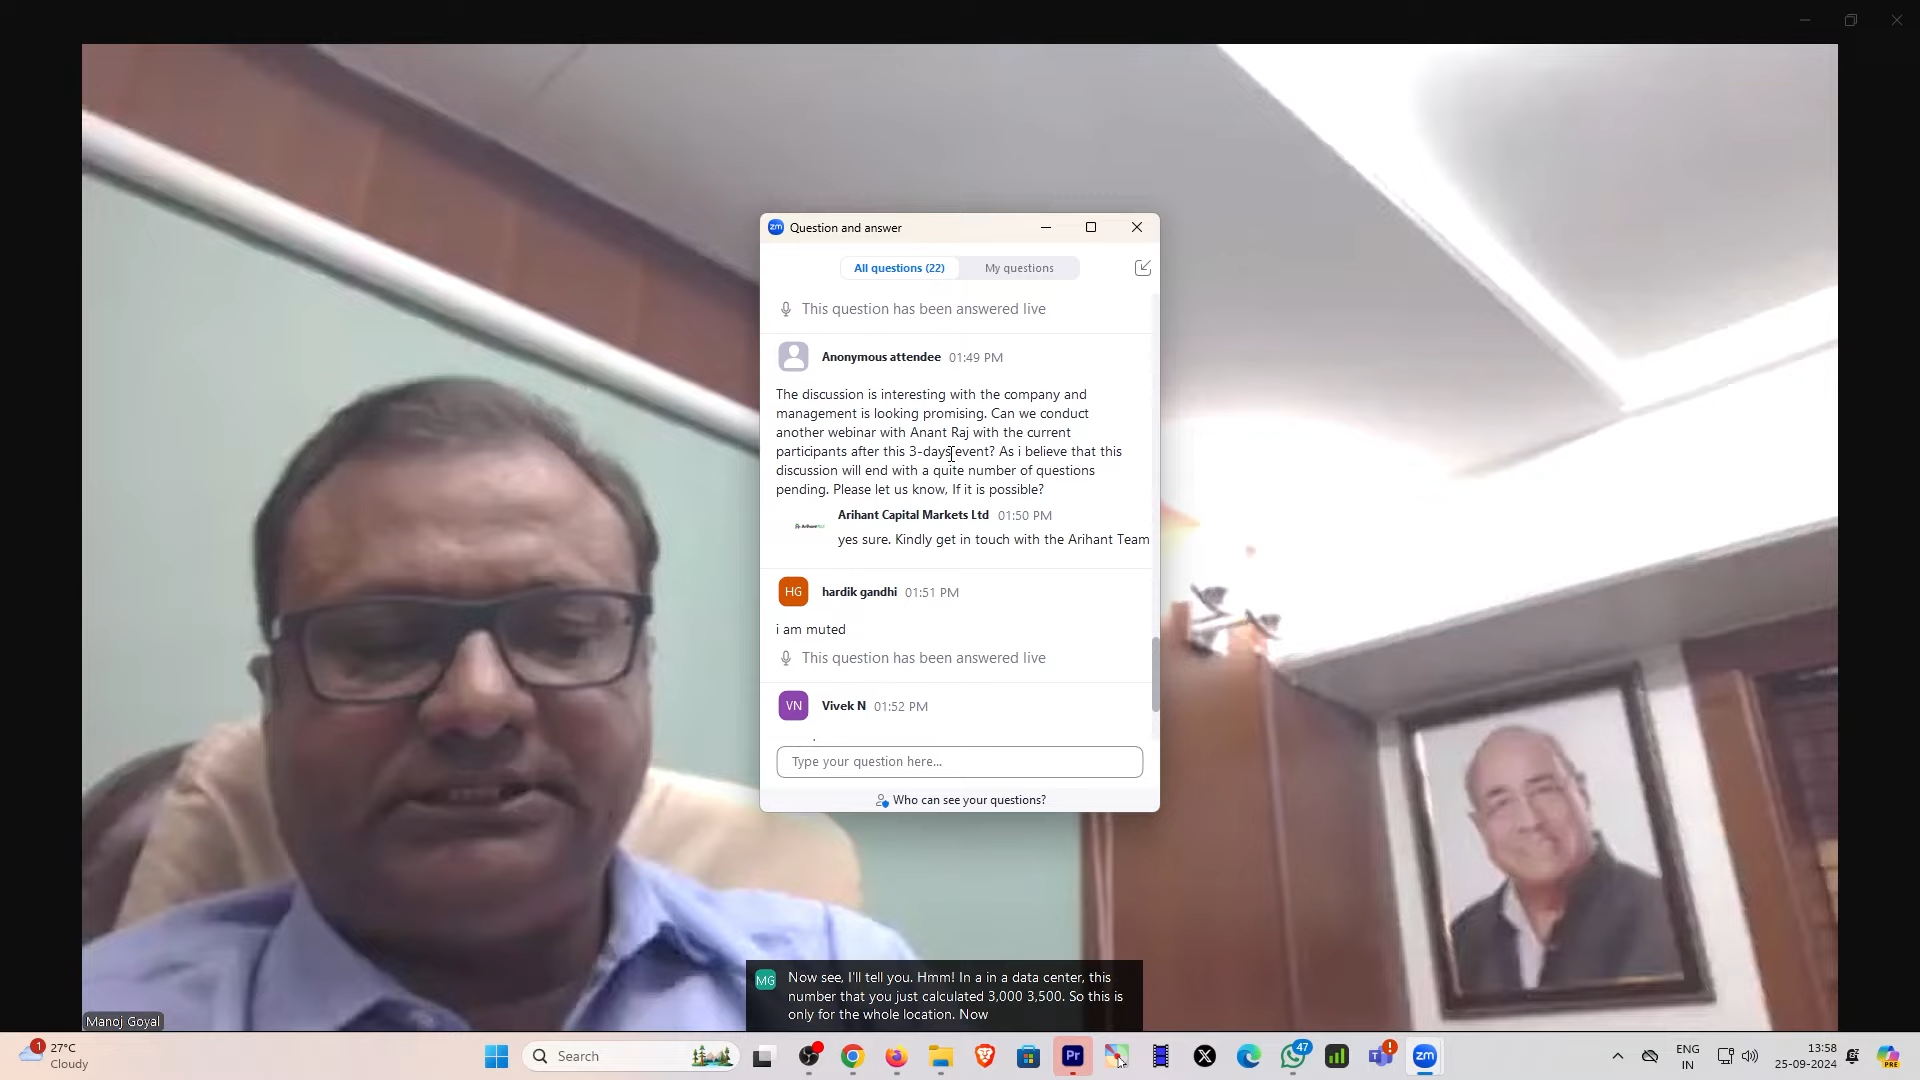 zm Question and answer
All questions (22) My questions
This question has been answered live
Anonymous attendee 01:49 PM
The discussion is interesting with the company and
management is looking promising. Can we conduct
another webinar with Anant Raj with the current
participants after this 3-days event? As i believe that this
discussion will end with a quite number of questions
pending. Please let us know, If it is possible?
Arihant Capital Markets Ltd 01:50 PM
yes sure. Kindly get in touch with the Arihant Team
HG hardik gandhi 01:51 PM
i am muted
This question has been answered live
VN Vivek N 01:52 PM
Type your question here...
Who can see your questions?
MG Now see, I'll tell you. Hmm! In a in a data center, this
number that you just calculated 3,000 3,500. So this is
only for the whole location. Now
Manoj Goyal
1 27°C
Cloudy
Search
Pr
X
47
zm
ENG
IN
13:58
25-09-2024
PRE